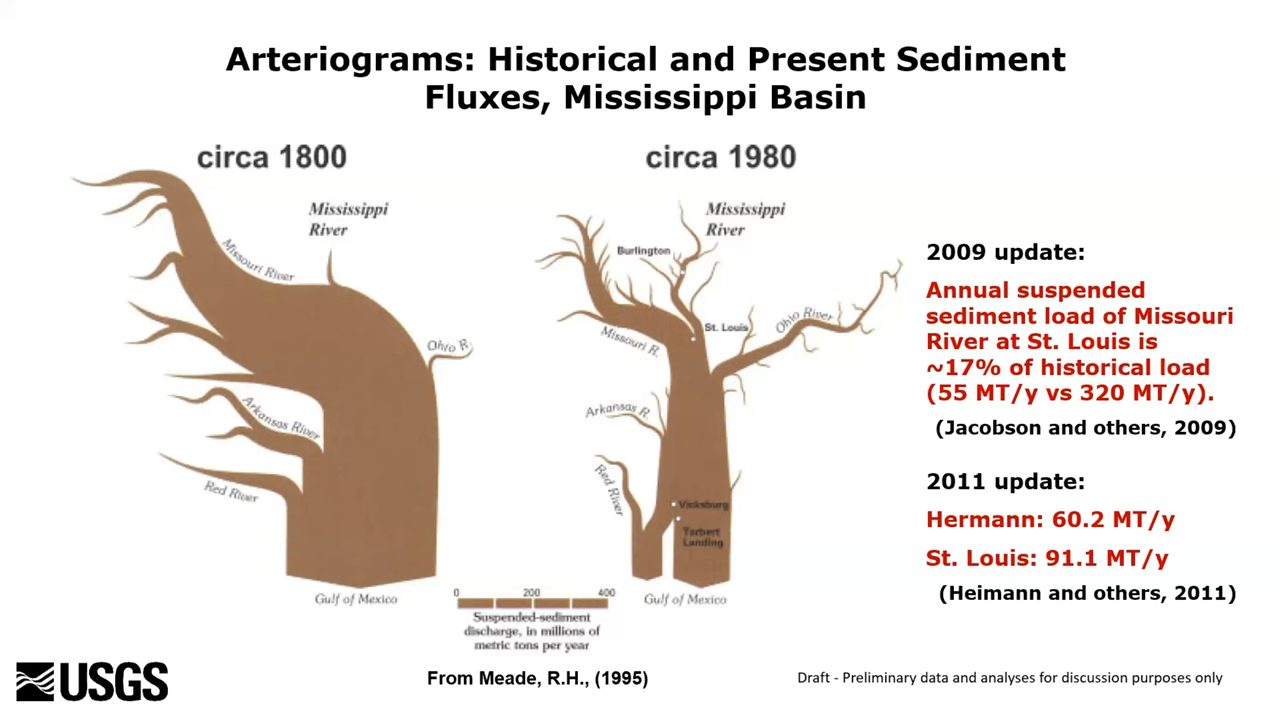 Arteriograms: Historical and Present Sediment
Fluxes, Mississippi Basin
circa 1800
Mississippi
River
Missouri River
Ohio R.
Arkansas River
Red River
Gulf of Mexico
circa 1980
Mississippi
River
Burlington
St. Louis
Ohio River
Missouri R.
Arkansas R.
Red River
Vicksburg
Tarbert
Landing
Gulf of Mexico
0 200 400
Suspended-sediment
discharge, in millions of
metric tons per year
2009 update:
Annual suspended
sediment load of Missouri
River at St. Louis is
~17% of historical load
(55 MT/y vs 320 MT/y).
(Jacobson and others, 2009)
2011 update:
Hermann: 60.2 MT/y
St. Louis: 91.1 MT/y
(Heimann and others, 2011)
USGS
From Meade, R.H., (1995)
Draft - Preliminary data and analyses for discussion purposes only